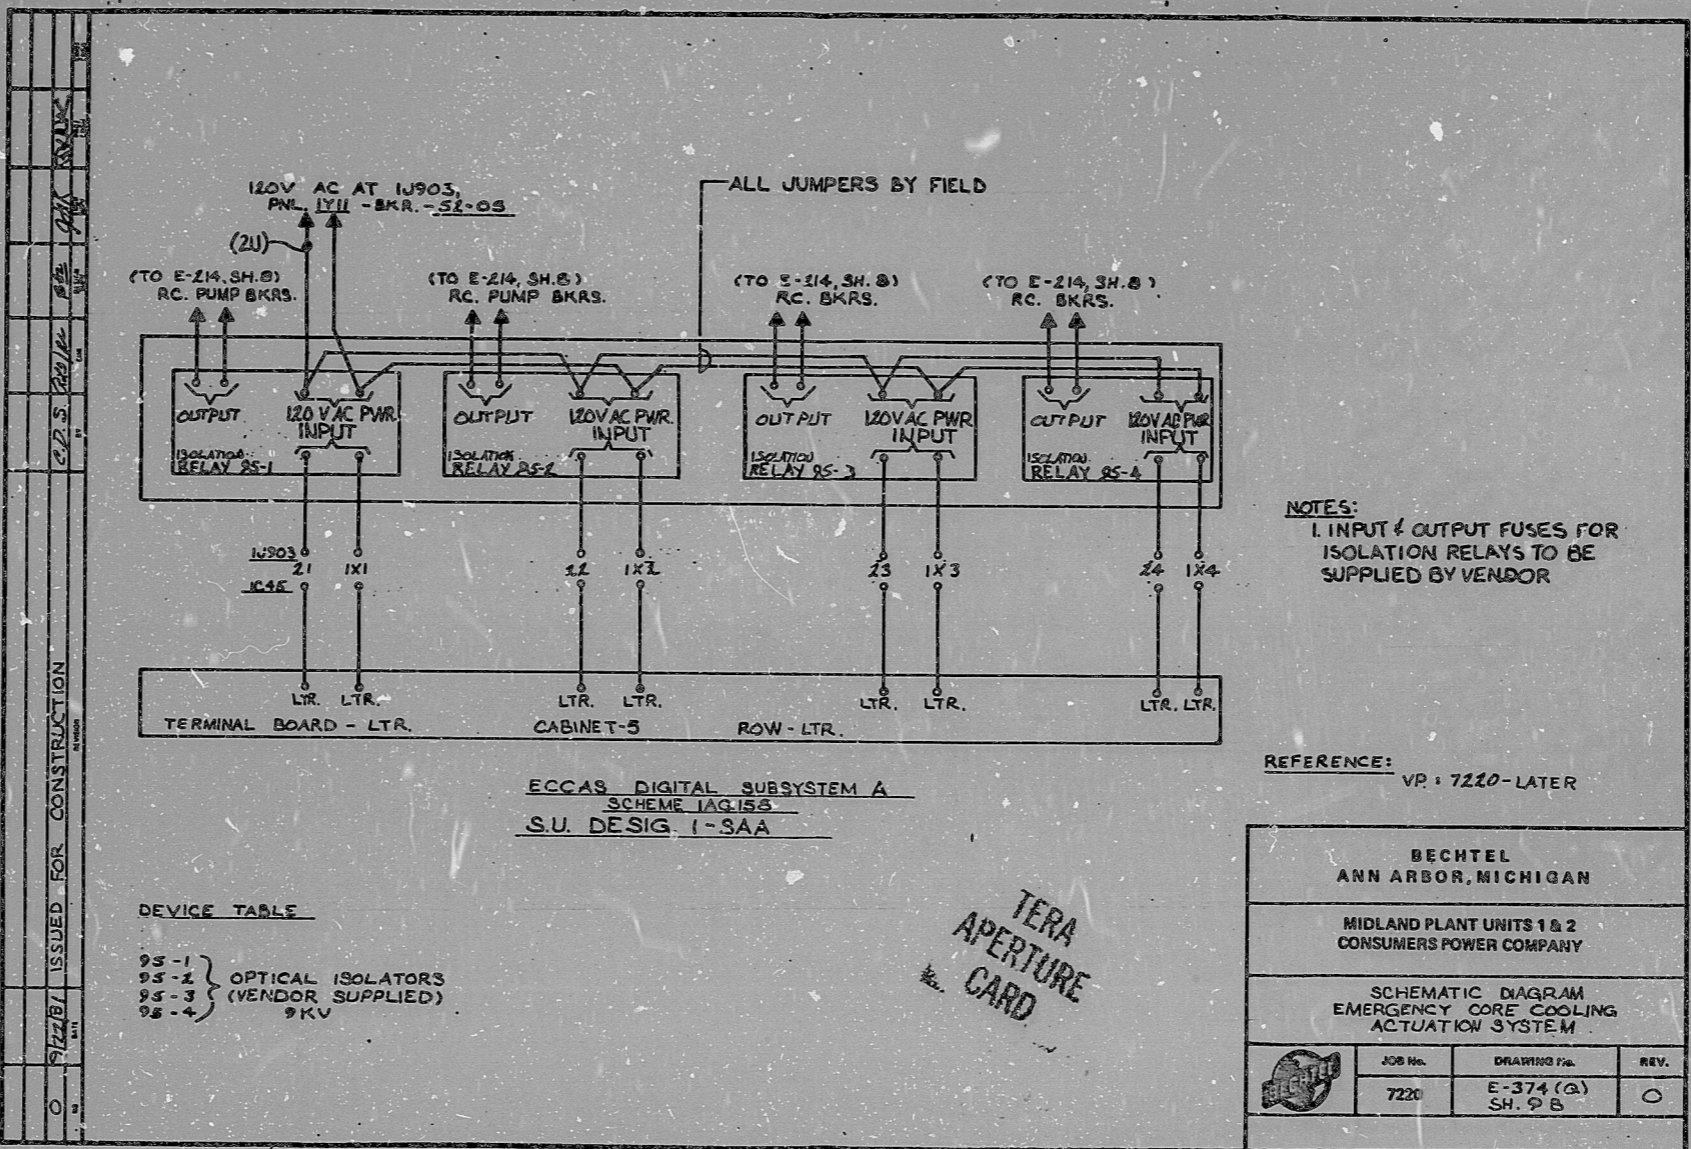 120V AC AT 1J903,
PNL. 1Y11 - BKR. - 52-05
(2U)
ALL JUMPERS BY FIELD
(TO E-214, SH.8)
RC. PUMP BKRS.
(TO E-214, SH.8)
RC. PUMP BKRS.
(TO E-214, SH. 8)
RC. BKRS.
(TO E-214, SH.8)
RC. BKRS.
OUTPUT
120 V AC PWR
INPUT
ISOLATION
RELAY 95-1
OUTPUT
120V AC PWR.
INPUT
ISOLATION
RELAY 95-2
OUTPUT
120V AC PWR
INPUT
ISOLATION
RELAY 95-3
OUTPUT
120V AC PWR
INPUT
ISOLATION
RELAY 95-4
1J903
21 1X1 22 1X2 23 1X3 24 1X4
1C45
LTR. LTR. LTR. LTR. LTR. LTR. LTR. LTR.
TERMINAL BOARD - LTR. CABINET-5 ROW - LTR.
NOTES:
1. INPUT & OUTPUT FUSES FOR
ISOLATION RELAYS TO BE
SUPPLIED BY VENDOR
REFERENCE:
VP: 7220-LATER
ECCAS DIGITAL SUBSYSTEM A
SCHEME 1AG158
S.U. DESIG. 1-SAA
DEVICE TABLE
95-1
95-2
95-3
95-4
OPTICAL ISOLATORS
(VENDOR SUPPLIED)
9KV
TERA
APERTURE
CARD
BECHTEL
ANN ARBOR, MICHIGAN
MIDLAND PLANT UNITS 1 & 2
CONSUMERS POWER COMPANY
SCHEMATIC DIAGRAM
EMERGENCY CORE COOLING
ACTUATION SYSTEM
BECHTEL
JOB No. DRAWING No. REV.
7220 E-374 (Q) 0
SH. 9B
0 9/22/81 ISSUED FOR CONSTRUCTION C.D.S.
DATE REVISION BY